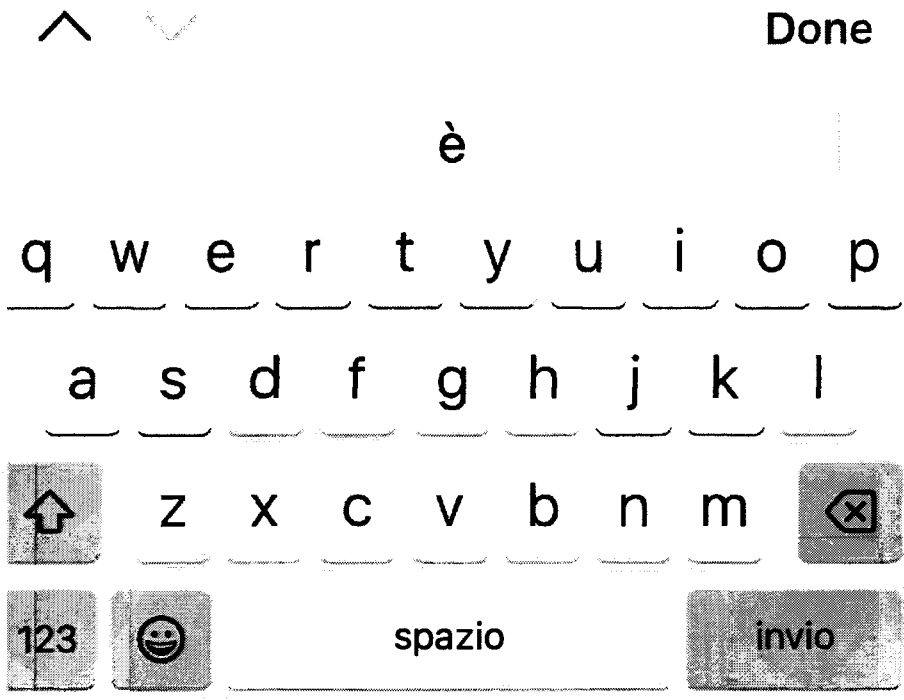 Done
è
q w e r t y u i o p
a s d f g h j k l
z x c v b n m
123 spazio invio